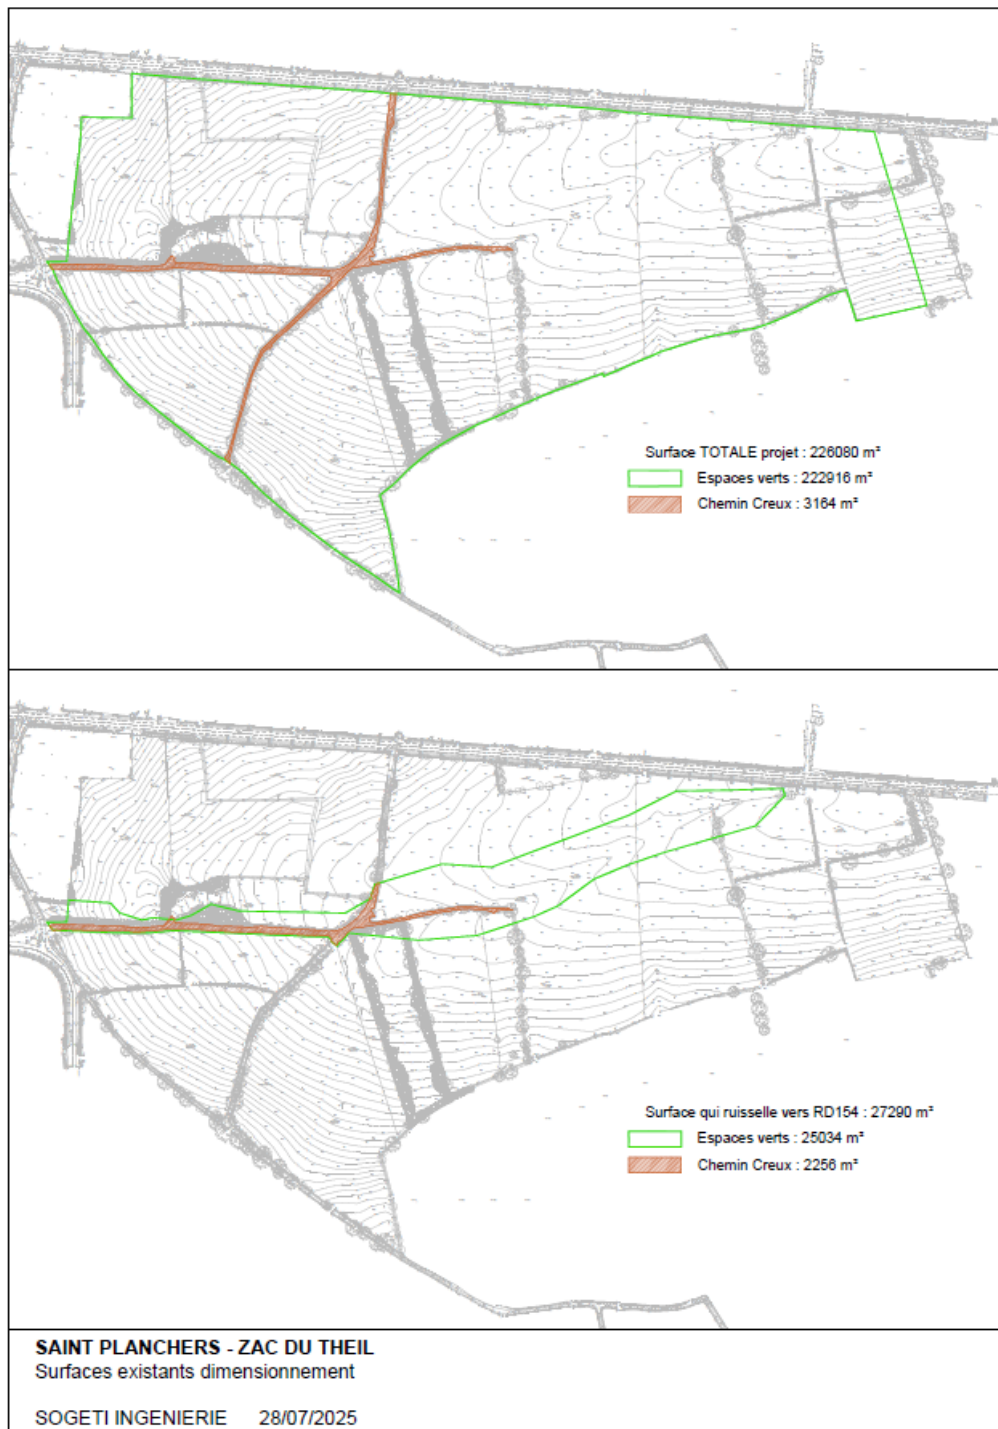 Surface TOTALE projet : 226080 m²
Espaces verts : 222916 m²
Chemin Creux : 3164 m²
Surface qui ruisselle vers RD154 : 27290 m²
Espaces verts : 25034 m²
Chemin Creux : 2256 m²
SAINT PLANCHERS - ZAC DU THEIL
Surfaces existants dimensionnement
SOGETI INGENIERIE 28/07/2025